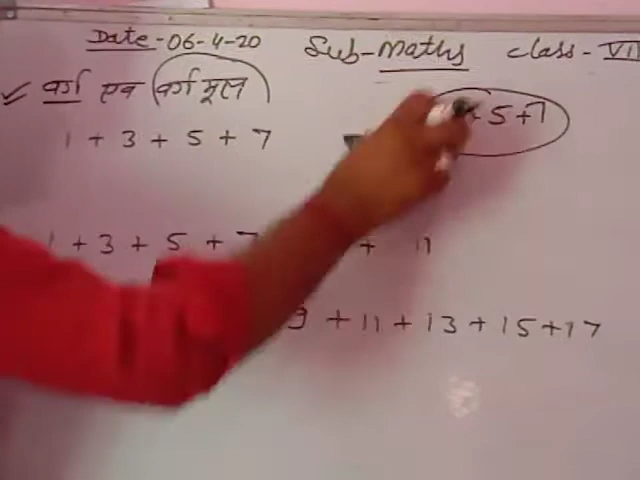 Date-06-4-20 Sub-Maths Class-VII
वर्ग एव वर्ग मूल
1 + 3 + 5 + 7
5 + 7
1 + 3 + 5 + 7 + 11
9 + 11 + 13 + 15 + 17